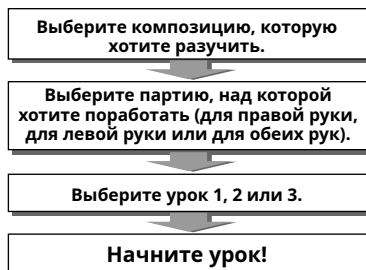 Выберите композицию, которую
хотите разучить.
Выберите партию, над которой
хотите поработать (для правой руки,
для левой руки или для обеих рук).
Выберите урок 1, 2 или 3.
Начните урок!